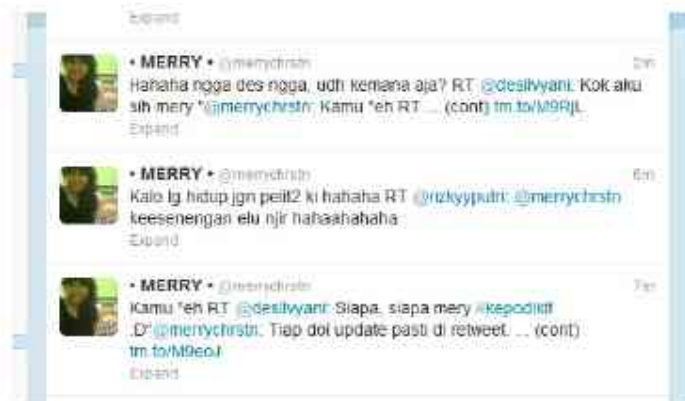 Expand
• MERRY • @merrychrstn 2m
Hahaha ngga des ngga, udh kemana aja? RT @desilvyani: Kok aku
sih mery "@merrychrstn: Kamu "eh RT ... (cont) tm.to/M9RjL
Expand
• MERRY • @merrychrstn 6m
Kalo lg hidup jgn pelit2 ki hahaha RT @rizkyyputri: @merrychrstn
keesenengan elu njir hahaahahaha
Expand
• MERRY • @merrychrstn 7m
Kamu "eh RT @desilvyani: Siapa, siapa mery #kepodikit
:D"@merrychrstn: Tiap doi update pasti di retweet. ... (cont)
tm.to/M9eoJ
Expand